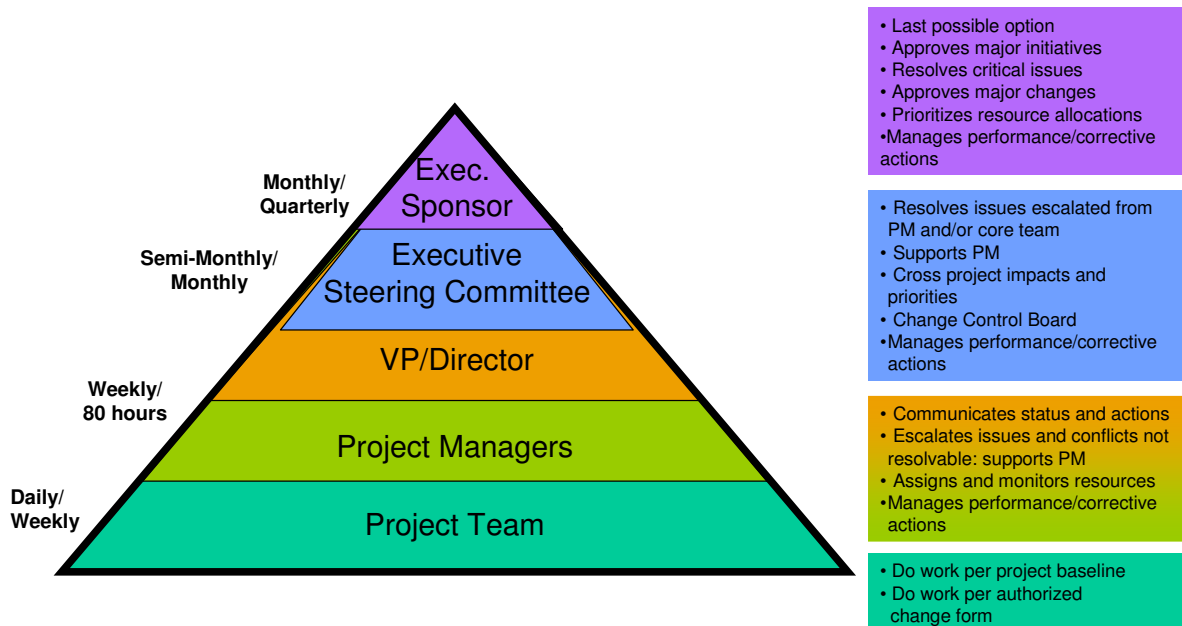 • Last possible option
• Approves major initiatives
• Resolves critical issues
• Approves major changes
• Prioritizes resource allocations
•Manages performance/corrective
actions
Exec.
Sponsor
Monthly/
Quarterly
• Resolves issues escalated from
PM and/or core team
• Supports PM
• Cross project impacts and
priorities
• Change Control Board
•Manages performance/corrective
actions
Semi-Monthly/
Monthly
Executive
Steering Committee
VP/Director
Weekly/
80 hours
• Communicates status and actions
• Escalates issues and conflicts not
resolvable: supports PM
• Assigns and monitors resources
•Manages performance/corrective
actions
Project Managers
Daily/
Weekly
Project Team
• Do work per project baseline
• Do work per authorized
change form